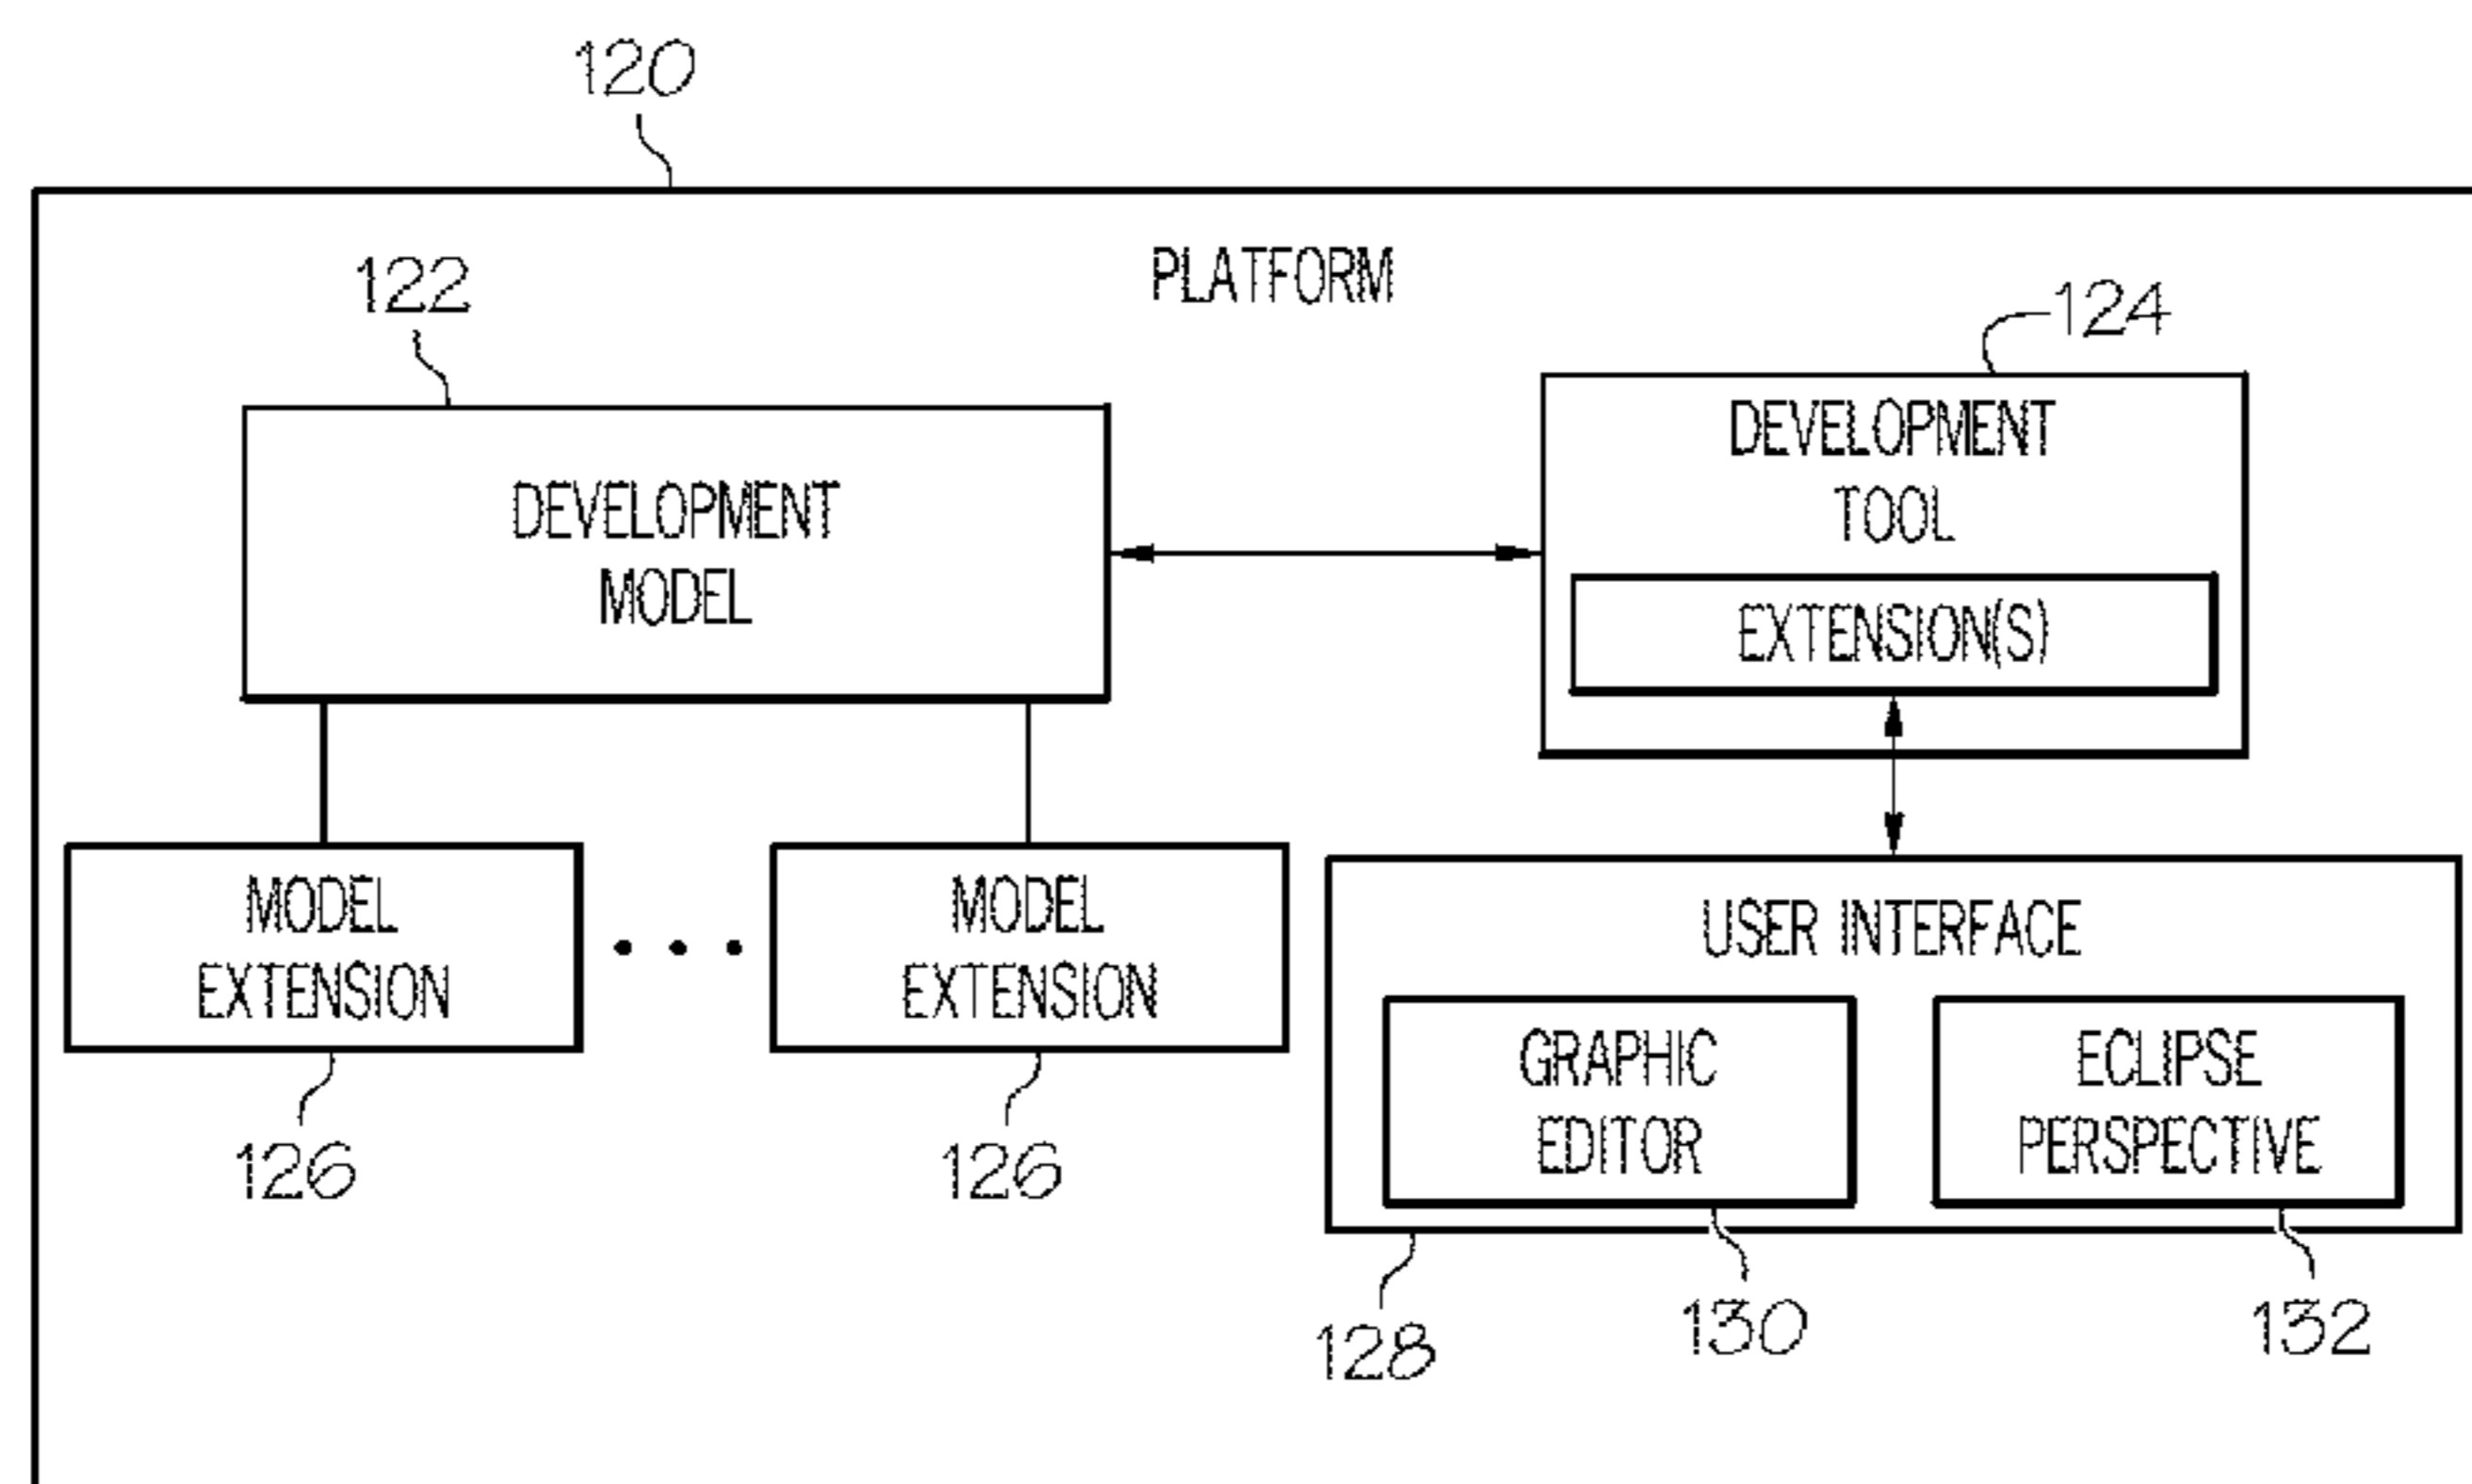 120
PLATFORM
122
124
DEVELOPMENT
MODEL
DEVELOPMENT
TOOL
EXTENSION(S)
MODEL
EXTENSION
126
MODEL
EXTENSION
126
USER INTERFACE
GRAPHIC
EDITOR
ECLIPSE
PERSPECTIVE
128
130
132